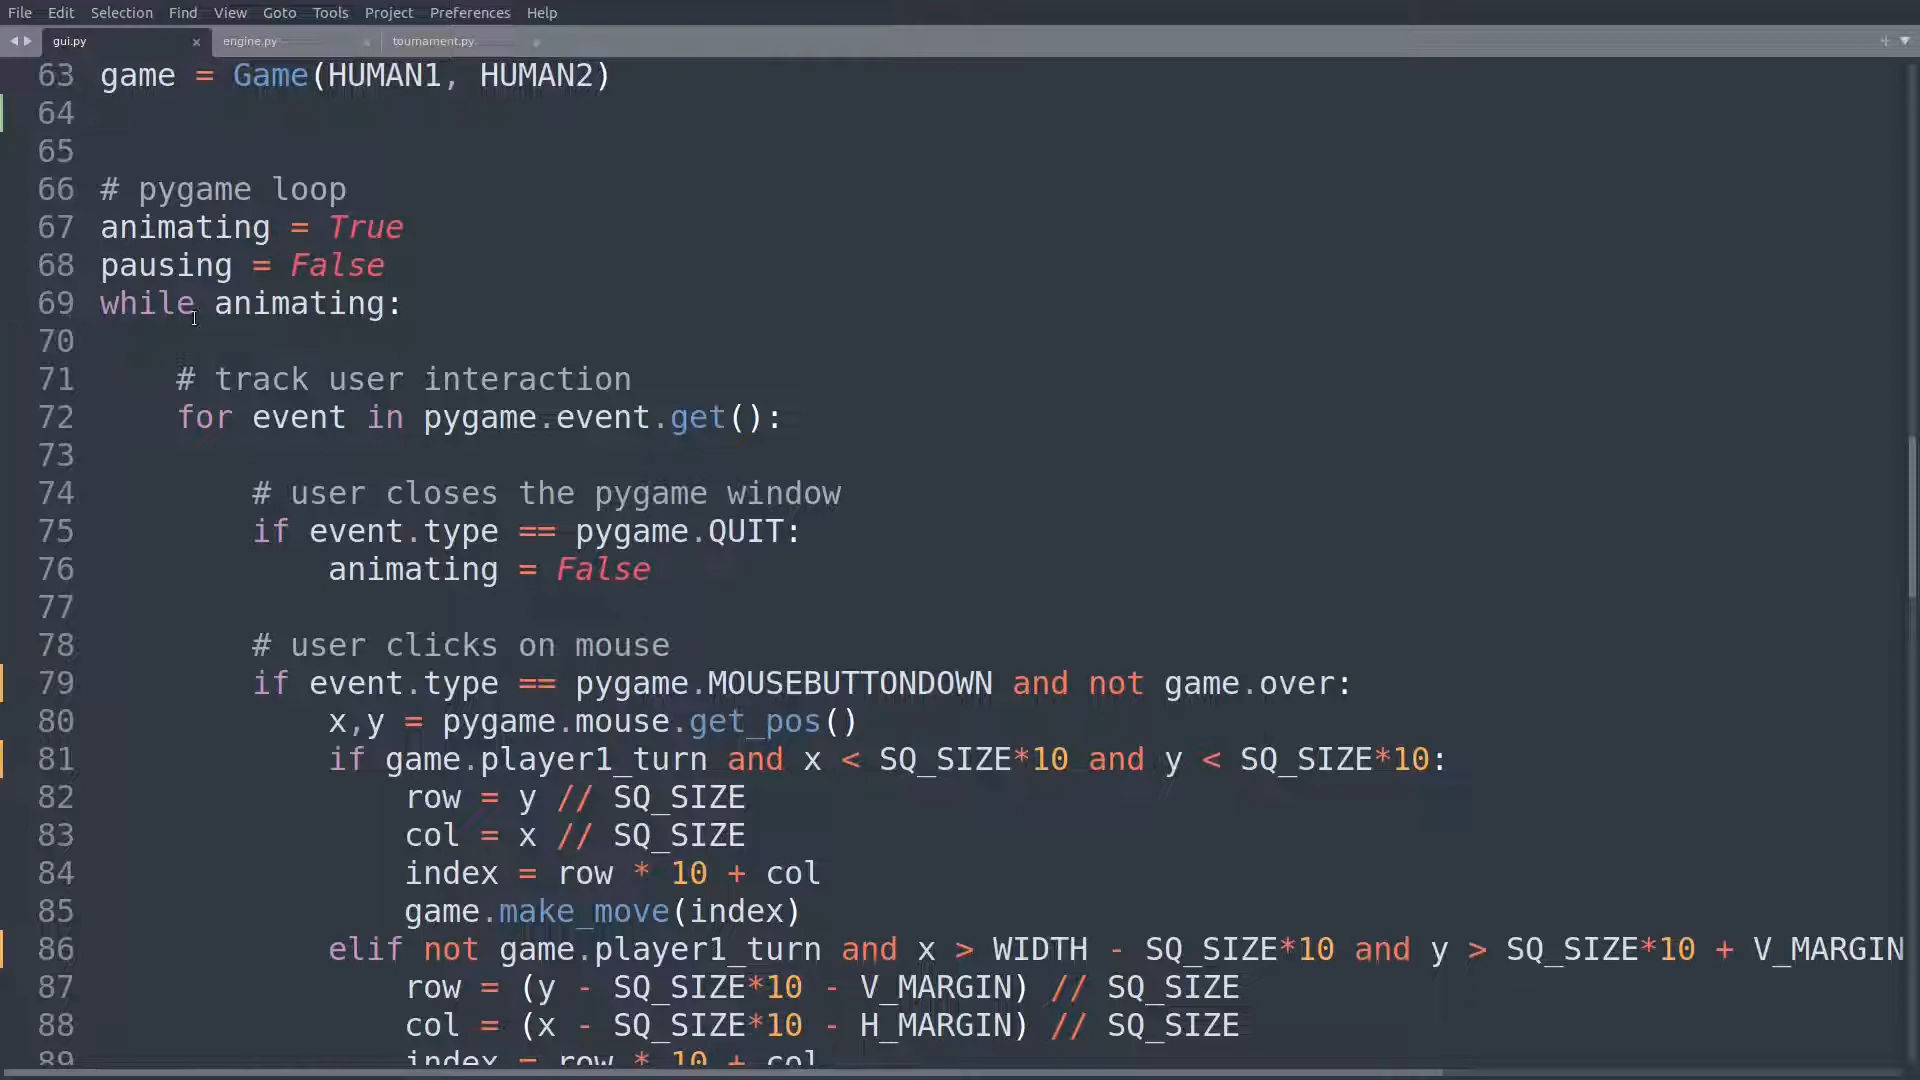 File Edit Selection Find View Goto Tools Project Preferences Help
gui.py × engine.py tournament.py
63 game = Game(HUMAN1, HUMAN2)
64
65
66 # pygame loop
67 animating = True
68 pausing = False
69 while animating:
70
71 # track user interaction
72 for event in pygame.event.get():
73
74 # user closes the pygame window
75 if event.type == pygame.QUIT:
76 animating = False
77
78 # user clicks on mouse
79 if event.type == pygame.MOUSEBUTTONDOWN and not game.over:
80 x,y = pygame.mouse.get_pos()
81 if game.player1_turn and x < SQ_SIZE*10 and y < SQ_SIZE*10:
82 row = y // SQ_SIZE
83 col = x // SQ_SIZE
84 index = row * 10 + col
85 game.make_move(index)
86 elif not game.player1_turn and x > WIDTH - SQ_SIZE*10 and y > SQ_SIZE*10 + V_MARGIN
87 row = (y - SQ_SIZE*10 - V_MARGIN) // SQ_SIZE
88 col = (x - SQ_SIZE*10 - H_MARGIN) // SQ_SIZE
89 index = row * 10 + col